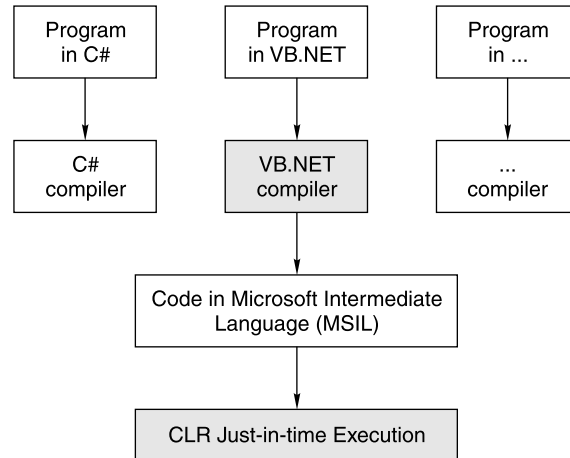 Program
in C#
Program
in VB.NET
Program
in ...
C#
compiler
VB.NET
compiler
...
compiler
Code in Microsoft Intermediate
Language (MSIL)
CLR Just-in-time Execution